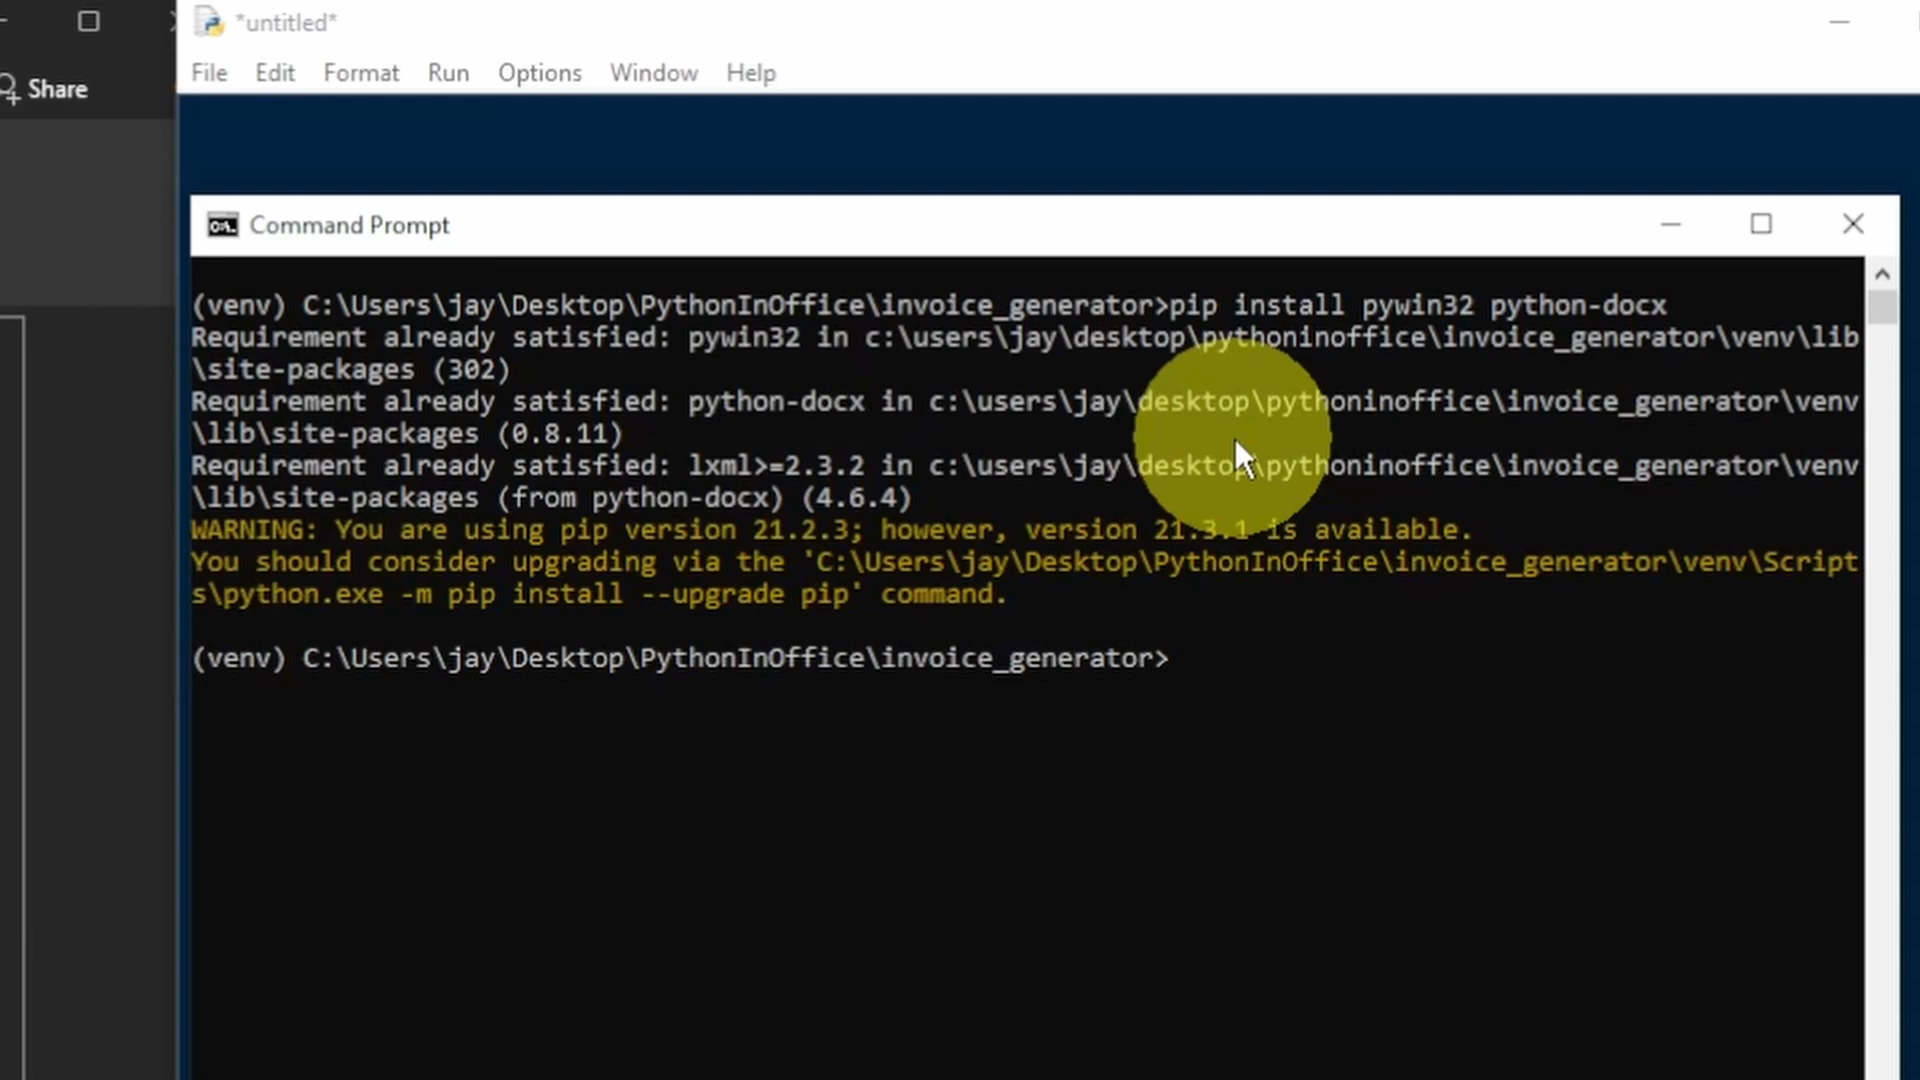 *untitled*
File Edit Format Run Options Window Help
Share
Command Prompt
(venv) C:\Users\jay\Desktop\PythonInOffice\invoice_generator>pip install pywin32 python-docx
Requirement already satisfied: pywin32 in c:\users\jay\desktop\pythoninoffice\invoice_generator\venv\lib
\site-packages (302)
Requirement already satisfied: python-docx in c:\users\jay\desktop\pythoninoffice\invoice_generator\venv
\lib\site-packages (0.8.11)
Requirement already satisfied: lxml>=2.3.2 in c:\users\jay\desktop\pythoninoffice\invoice_generator\venv
\lib\site-packages (from python-docx) (4.6.4)
WARNING: You are using pip version 21.2.3; however, version 21.3.1 is available.
You should consider upgrading via the 'C:\Users\jay\Desktop\PythonInOffice\invoice_generator\venv\Script
s\python.exe -m pip install --upgrade pip' command.
(venv) C:\Users\jay\Desktop\PythonInOffice\invoice_generator>